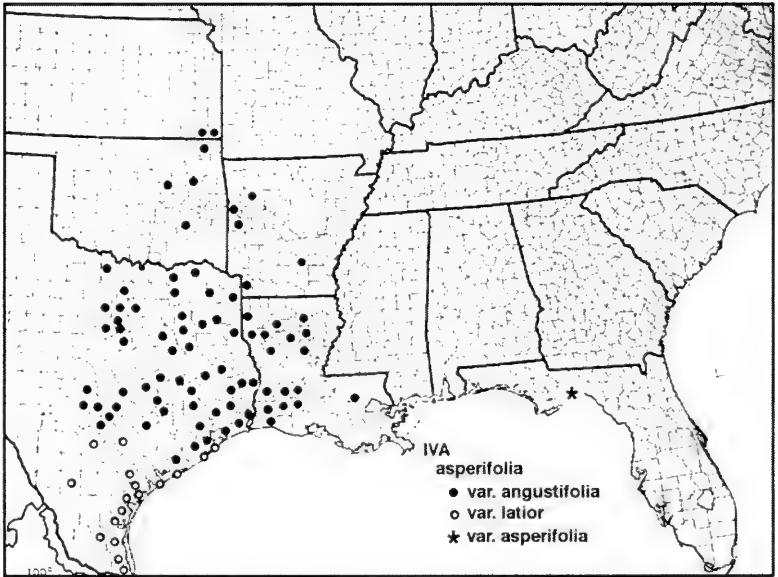 IVA
asperifolia
● var. angustifolia
○ var. latior
★ var. asperifolia